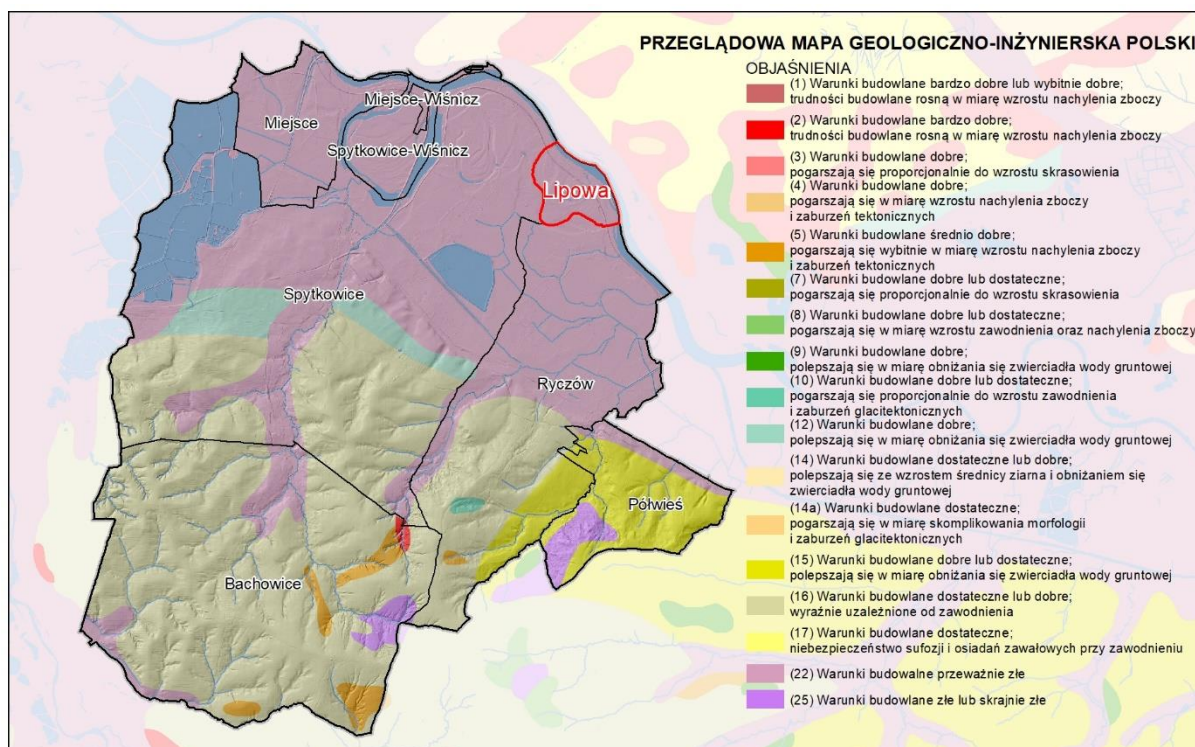 PRZEGLĄDOWA MAPA GEOLOGICZNO-INŻYNIERSKA POLSKI
OBJAŚNIENIA
(1) Warunki budowlane bardzo dobre lub wybitnie dobre;
trudności budowlane rosną w miarę wzrostu nachylenia zboczy
(2) Warunki budowlane bardzo dobre;
trudności budowlane rosną w miarę wzrostu nachylenia zboczy
(3) Warunki budowlane dobre;
pogarszają się proporcjonalnie do wzrostu skrasowienia
(4) Warunki budowlane dobre;
pogarszają się w miarę wzrostu nachylenia zboczy
i zaburzeń tektonicznych
(5) Warunki budowlane średnio dobre;
pogarszają się wybitnie w miarę wzrostu nachylenia zboczy
i zaburzeń tektonicznych
(7) Warunki budowlane dobre lub dostateczne;
pogarszają się proporcjonalnie do wzrostu skrasowienia
(8) Warunki budowlane dobre lub dostateczne;
pogarszają się w miarę wzrostu zawodnienia oraz nachylenia zboczy
(9) Warunki budowlane dobre;
polepszają się w miarę obniżania się zwierciadła wody gruntowej
(10) Warunki budowlane dobre lub dostateczne;
pogarszają się proporcjonalnie do wzrostu zawodnienia
i zaburzeń glacitektonicznych
(12) Warunki budowlane dobre;
polepszają się w miarę obniżania się zwierciadła wody gruntowej
(14) Warunki budowlane dostateczne lub dobre;
polepszają się ze wzrostem średnicy ziarna i obniżaniem się
zwierciadła wody gruntowej
(14a) Warunki budowlane dostateczne;
pogarszają się w miarę skomplikowania morfologii
i zaburzeń glacitektonicznych
(15) Warunki budowlane dobre lub dostateczne;
polepszają się w miarę obniżania się zwierciadła wody gruntowej
(16) Warunki budowlane dostateczne lub dobre;
wyraźnie uzależnione od zawodnienia
(17) Warunki budowlane dostateczne;
niebezpieczeństwo sufozji i osiadań zawałowych przy zawodnieniu
(22) Warunki budowalne przeważnie złe
(25) Warunki budowlane złe lub skrajnie złe
Miejsce-Wiśnicz
Miejsce
Spytkowice-Wiśnicz
Lipowa
Spytkowice
Ryczów
Półwieś
Bachowice